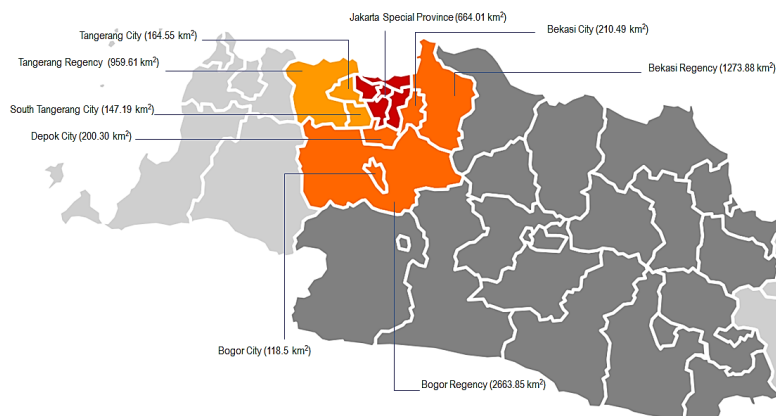 Jakarta Special Province (664.01 km²)
Tangerang City (164.55 km²)
Bekasi City (210.49 km²)
Tangerang Regency (959.61 km²)
Bekasi Regency (1273.88 km²)
South Tangerang City (147.19 km²)
Depok City (200.30 km²)
Bogor City (118.5 km²)
Bogor Regency (2663.85 km²)